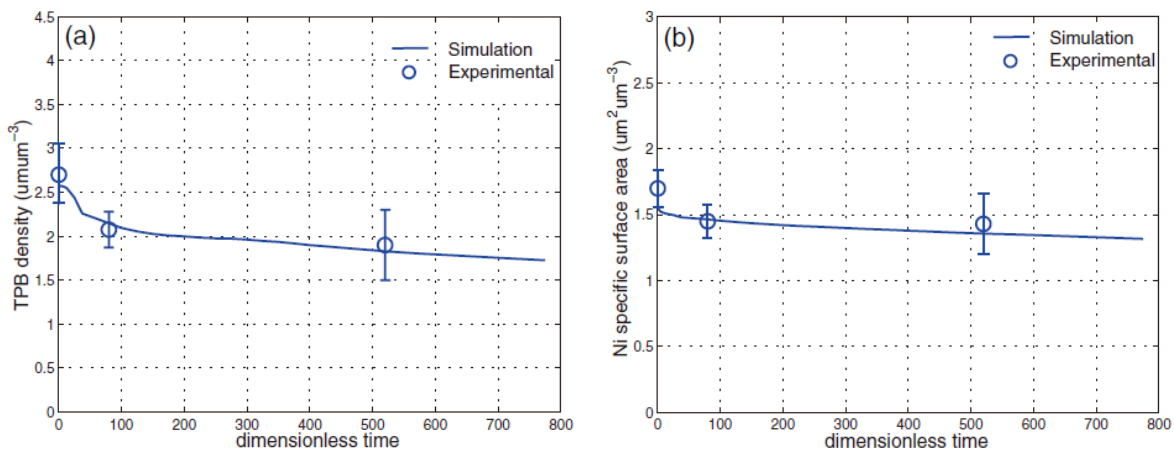 (a)
Simulation
Experimental
4.5
4
3.5
3
2.5
2
1.5
1
0.5
0
TPB density (umum⁻³)
0 100 200 300 400 500 600 700 800
dimensionless time
(b)
Simulation
Experimental
3
2.5
2
1.5
1
0.5
0
Ni specific surface area (um² um⁻³)
0 100 200 300 400 500 600 700 800
dimensionless time